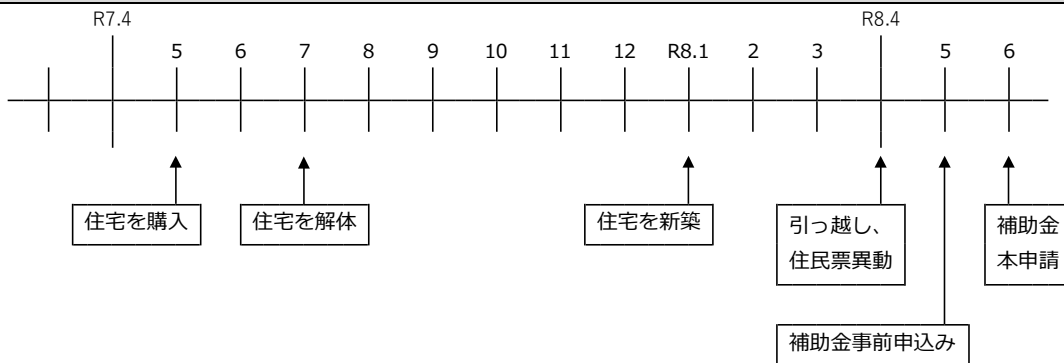 R7.4
R8.4
5
6
7
8
9
10
11
12
R8.1
2
3
5
6
住宅を購入
住宅を解体
住宅を新築
引っ越し、
住民票異動
補助金
本申請
補助金事前申込み